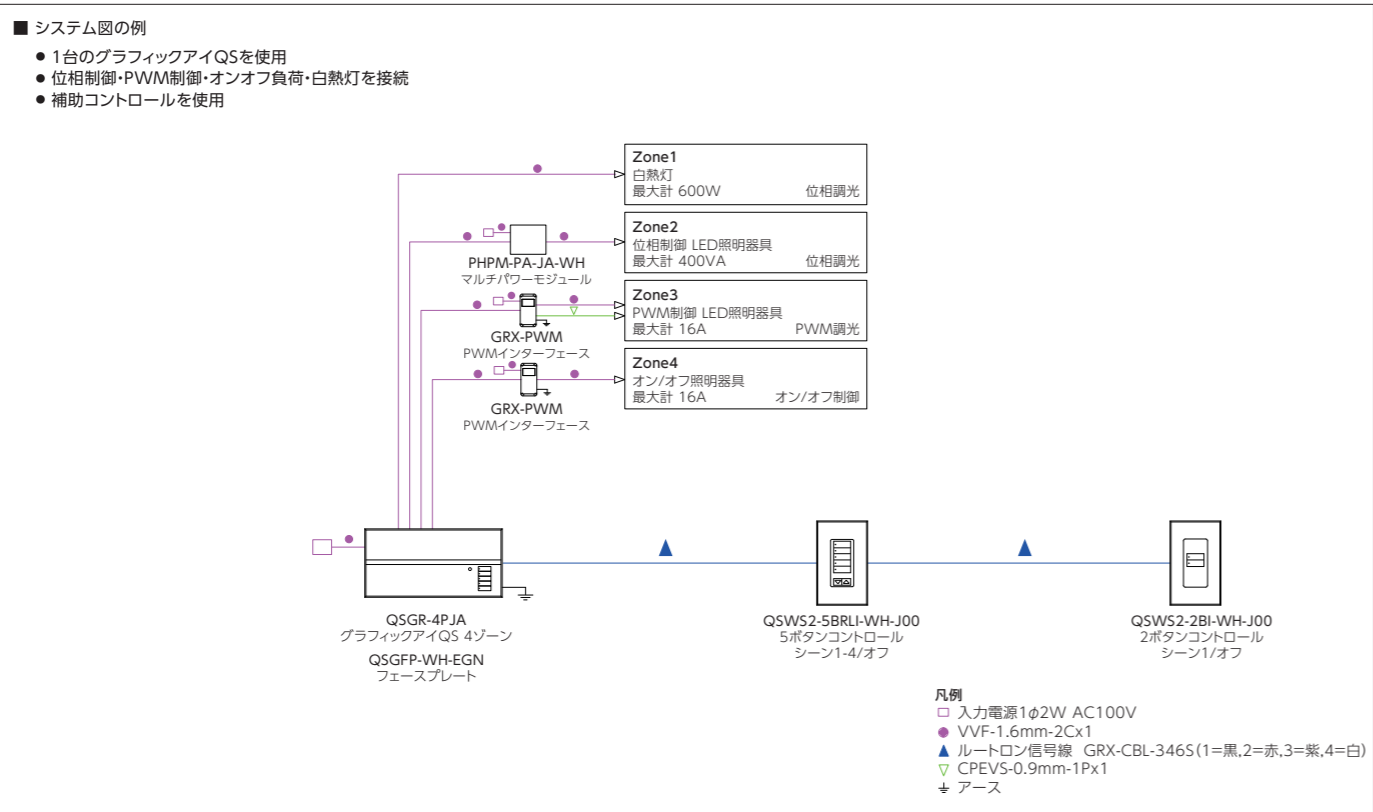 ■ システム図の例
● 1台のグラフィックアイQSを使用
● 位相制御・PWM制御・オンオフ負荷・白熱灯を接続
● 補助コントロールを使用
Zone1
白熱灯
最大計 600W 位相調光
Zone2
位相制御 LED照明器具
最大計 400VA 位相調光
PHPM-PA-JA-WH
マルチパワーモジュール
Zone3
PWM制御 LED照明器具
最大計 16A PWM調光
GRX-PWM
PWMインターフェース
Zone4
オン/オフ照明器具
最大計 16A オン/オフ制御
GRX-PWM
PWMインターフェース
QSGR-4PJA
グラフィックアイQS 4ゾーン
QSGFP-WH-EGN
フェースプレート
QSWS2-5BRLI-WH-J00
5ボタンコントロール
シーン1-4/オフ
QSWS2-2BI-WH-J00
2ボタンコントロール
シーン1/オフ
凡例
入力電源1φ2W AC100V
VVF-1.6mm-2Cx1
ルートロン信号線 GRX-CBL-346S(1=黒,2=赤,3=紫,4=白)
CPEVS-0.9mm-1Px1
アース